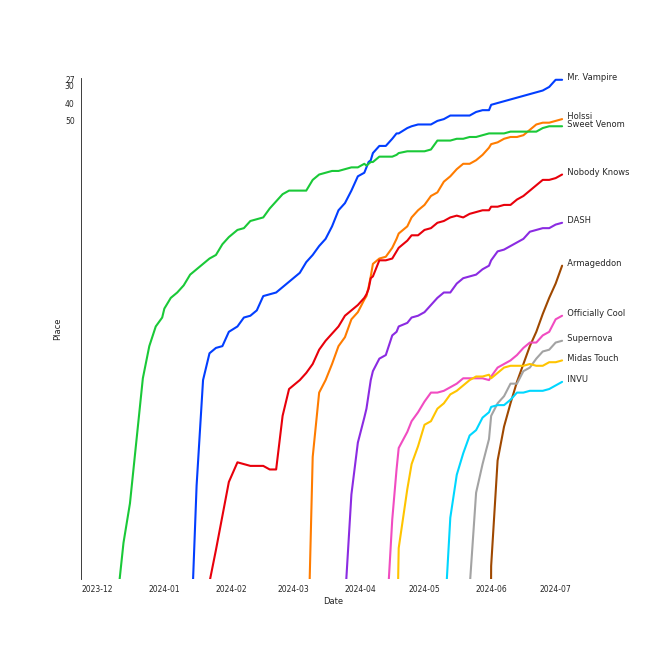 27
30
40
50
Place
Mr. Vampire
Holssi
Sweet Venom
Nobody Knows
DASH
Armageddon
Officially Cool
Supernova
Midas Touch
INVU
2023-12 2024-01 2024-02 2024-03 2024-04 2024-05 2024-06 2024-07
Date